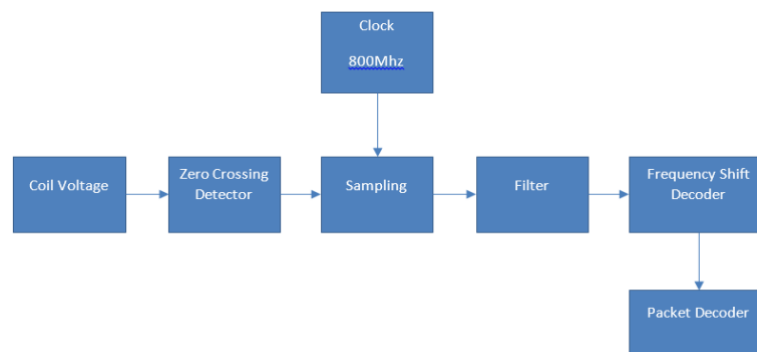 Clock
800Mhz
Coil Voltage
Zero Crossing
Detector
Sampling
Filter
Frequency Shift
Decoder
Packet Decoder